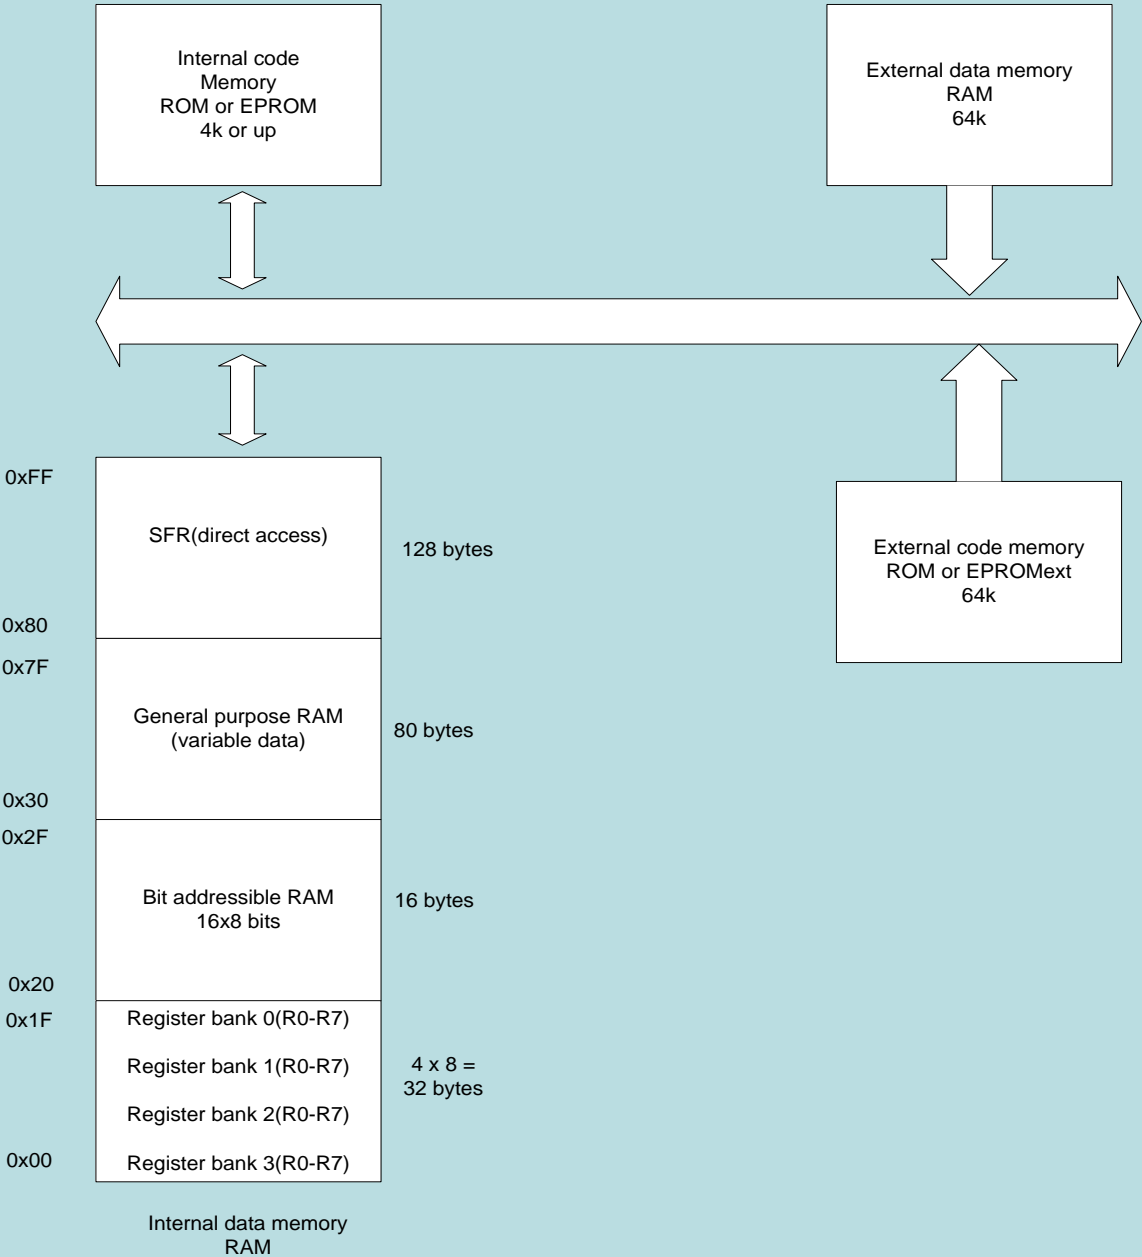 Internal code
Memory
ROM or EPROM
4k or up
External data memory
RAM
64k
0xFF
SFR(direct access)
128 bytes
External code memory
ROM or EPROMext
64k
0x80
0x7F
General purpose RAM
(variable data)
80 bytes
0x30
0x2F
Bit addressible RAM
16x8 bits
16 bytes
0x20
0x1F
Register bank 0(R0-R7)
Register bank 1(R0-R7)
4 x 8 =
32 bytes
Register bank 2(R0-R7)
0x00
Register bank 3(R0-R7)
Internal data memory
RAM